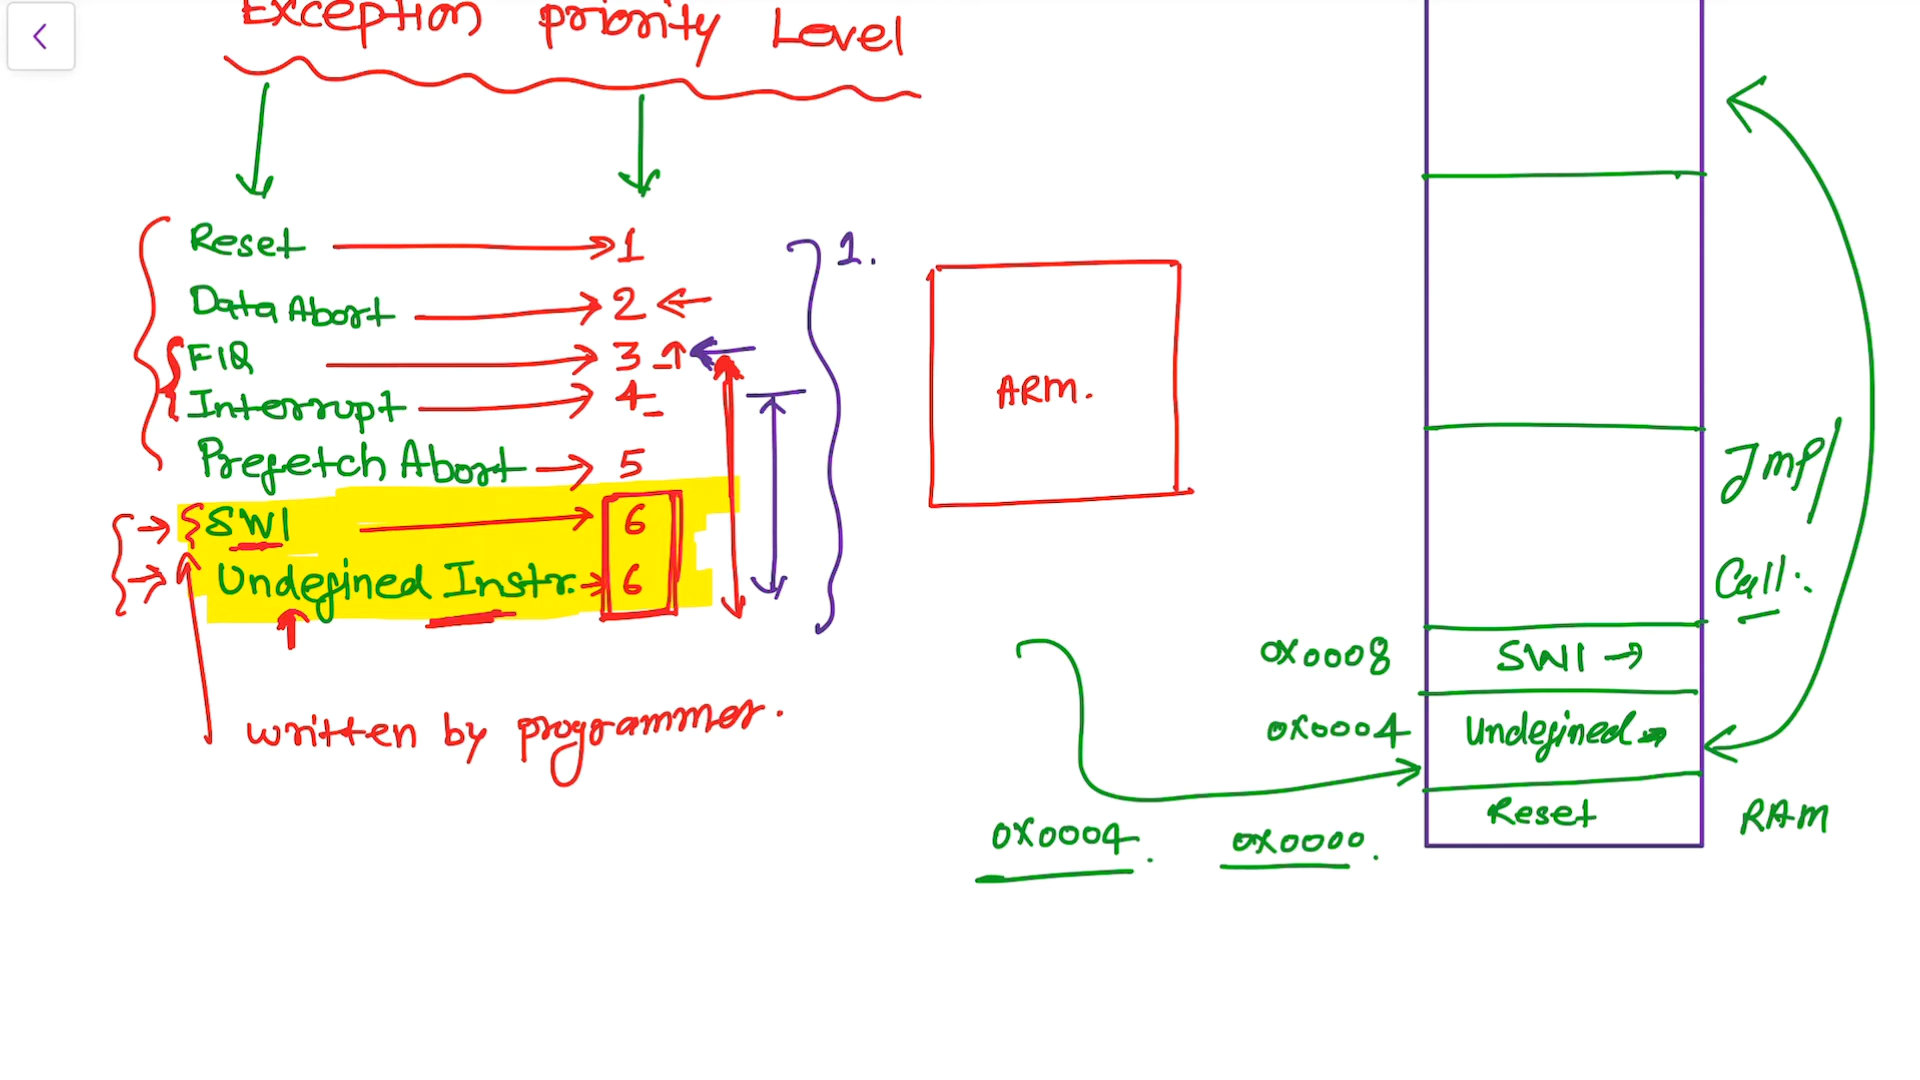 Exception priority Level
Reset 1
Data Abort 2
FIQ 3
Interrupt 4
Prefetch Abort 5
SWI 6
Undefined Instr. 6
written by programmer.
1.
ARM.
Jmp/
Call:
0x0008 SWI
0x0004 Undefined
Reset
RAM
0x0004. 0x0000.